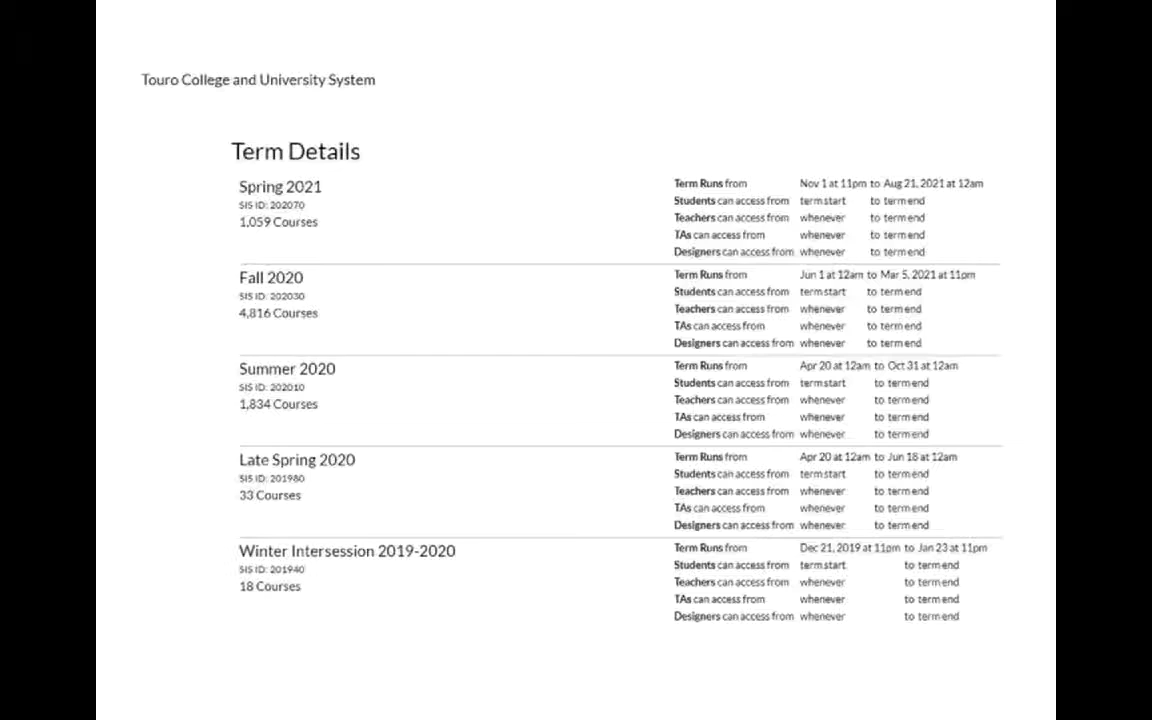 Touro College and University System
Term Details
Spring 2021
SIS ID: 202070
1,059 Courses
Term Runs from Nov 1 at 11pm to Aug 21, 2021 at 12am
Students can access from term start to term end
Teachers can access from whenever to term end
TAs can access from whenever to term end
Designers can access from whenever to term end
Fall 2020
SIS ID: 202030
4,816 Courses
Term Runs from Jun 1 at 12am to Mar 5, 2021 at 11pm
Students can access from term start to term end
Teachers can access from whenever to term end
TAs can access from whenever to term end
Designers can access from whenever to term end
Summer 2020
SIS ID: 202010
1,834 Courses
Term Runs from Apr 20 at 12am to Oct 31 at 12am
Students can access from term start to term end
Teachers can access from whenever to term end
TAs can access from whenever to term end
Designers can access from whenever to term end
Late Spring 2020
SIS ID: 201980
33 Courses
Term Runs from Apr 20 at 12am to Jun 18 at 12am
Students can access from term start to term end
Teachers can access from whenever to term end
TAs can access from whenever to term end
Designers can access from whenever to term end
Winter Intersession 2019-2020
SIS ID: 201940
18 Courses
Term Runs from Dec 21, 2019 at 11pm to Jan 23 at 11pm
Students can access from term start to term end
Teachers can access from whenever to term end
TAs can access from whenever to term end
Designers can access from whenever to term end